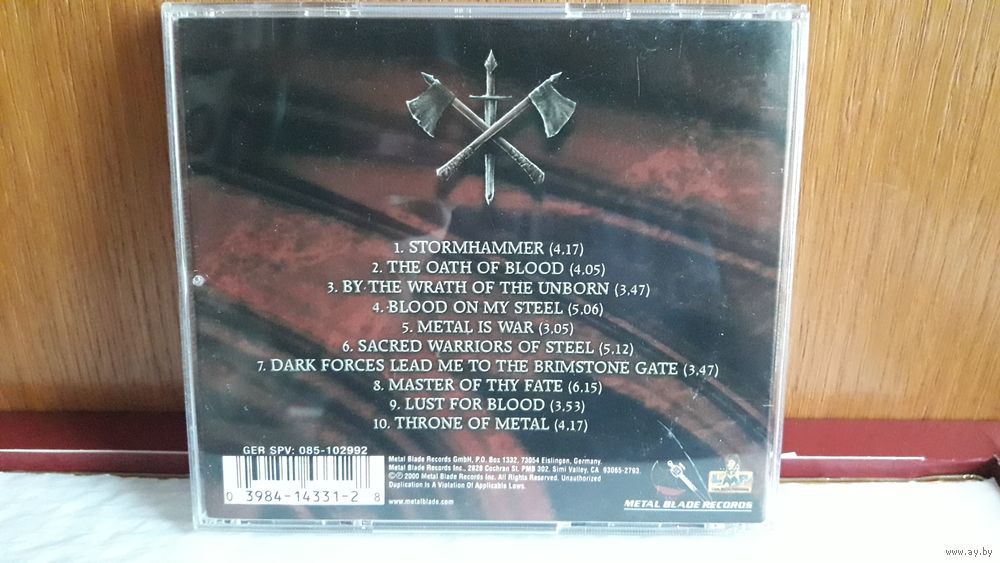 1. STORMHAMMER (4.17)
2. THE OATH OF BLOOD (4.05)
3. BY THE WRATH OF THE UNBORN (3.47)
4. BLOOD ON MY STEEL (5.06)
5. METAL IS WAR (3.05)
6. SACRED WARRIORS OF STEEL (5.12)
7. DARK FORCES LEAD ME TO THE BRIMSTONE GATE (3.47)
8. MASTER OF THY FATE (6.15)
9. LUST FOR BLOOD (3.53)
10. THRONE OF METAL (4.17)
GER SPV: 085-102992
0 3984-14331-2 8
Metal Blade Records GmbH, P.O. Box 1332, 73054 Eislingen, Germany.
Metal Blade Records Inc., 2828 Cochran St. PMB 302, Simi Valley, CA 93065-2793.
©℗ 2000 Metal Blade Records Inc. All Rights Reserved. Unauthorized
Duplication Is A Violation Of Applicable Laws.
www.metalblade.com
METAL BLADE RECORDS
LMP
www.ay.by